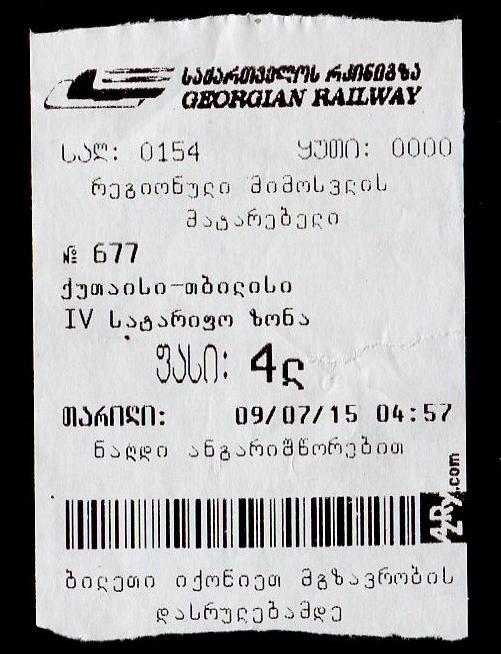 საქართველოს რკინიგზა
GEORGIAN RAILWAY
სალ: 0154 ყუთი: 0000
რეგიონული მიმოსვლის
მატარებელი
№ 677
ქუთაისი-თბილისი
IV სატარიფო ზონა
ფასი: 4ლ
თარიღი: 09/07/15 04:57
ნაღდი ანგარიშწორებით
ბილეთი იქონიეთ მგზავრობის
დასრულებამდე